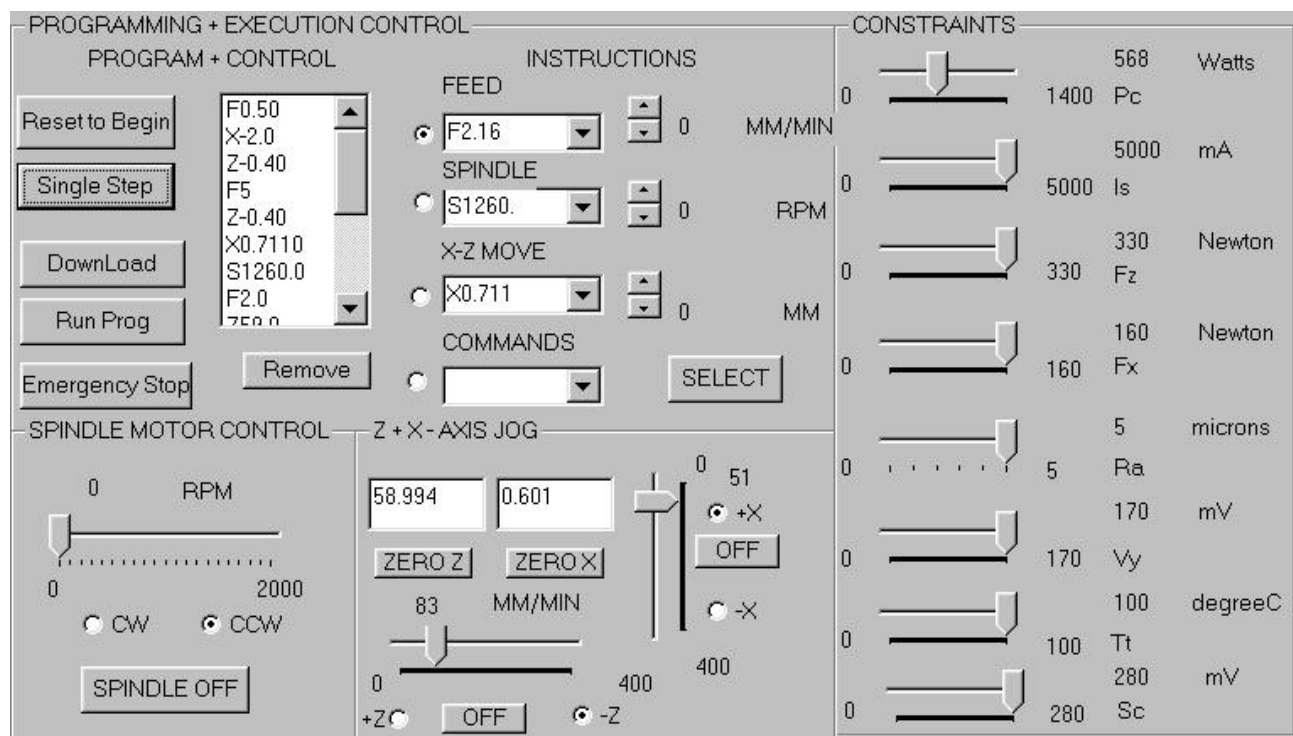 PROGRAMMING + EXECUTION CONTROL
PROGRAM + CONTROL
INSTRUCTIONS
Reset to Begin
Single Step
DownLoad
Run Prog
Emergency Stop
F0.50
X-2.0
Z-0.40
F5
Z-0.40
X0.7110
S1260.0
F2.0
Remove
FEED
F2.16
0
MM/MIN
SPINDLE
S1260.
0
RPM
X-Z MOVE
X0.711
0
MM
COMMANDS
SELECT
SPINDLE MOTOR CONTROL
0 RPM
0 2000
CW CCW
SPINDLE OFF
Z + X - AXIS JOG
58.994 0.601
ZERO Z ZERO X
83 MM/MIN
0 400
+Z OFF -Z
0
51
+X
OFF
-X
400
CONSTRAINTS
568 Watts
0 1400 Pc
5000 mA
0 5000 Is
330 Newton
0 330 Fz
160 Newton
0 160 Fx
5 microns
0 5 Ra
170 mV
0 170 Vy
100 degreeC
0 100 Tt
280 mV
0 280 Sc